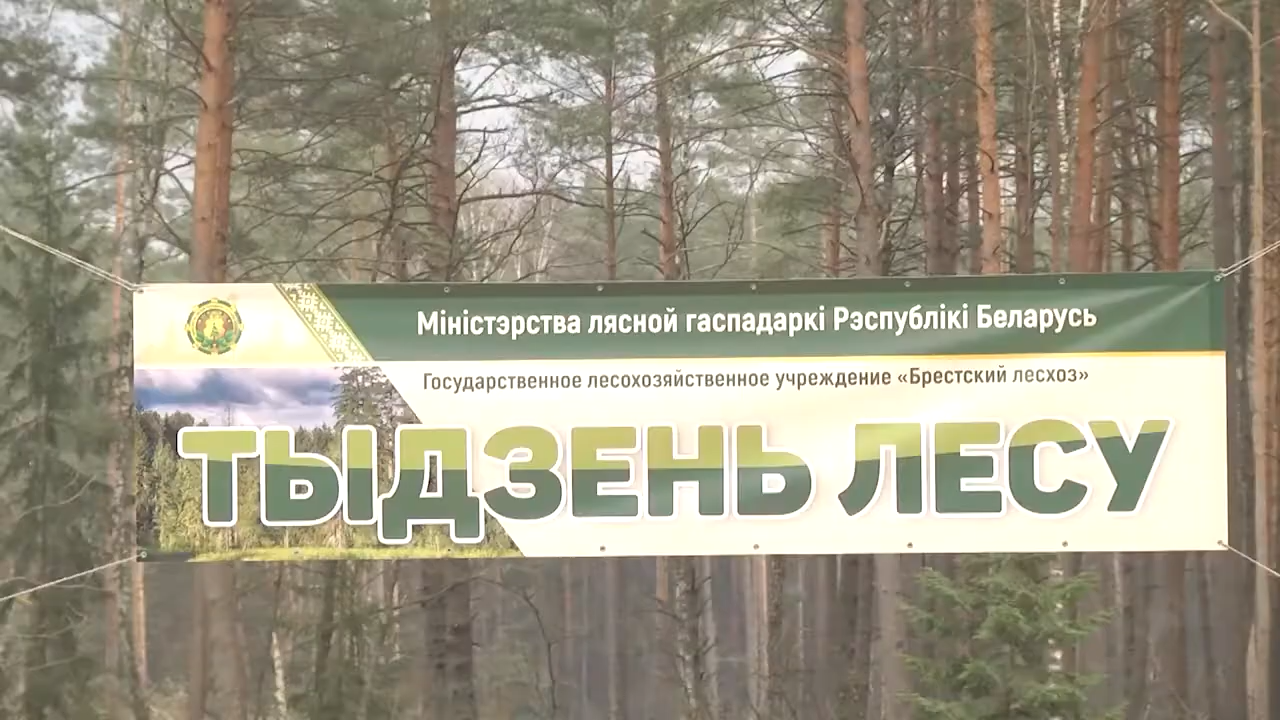 Міністэрства лясной гаспадаркі Рэспублікі Беларусь
Государственное лесохозяйственное учреждение «Брестский лесхоз»
ТЫДЗЕНЬ ЛЕСУ